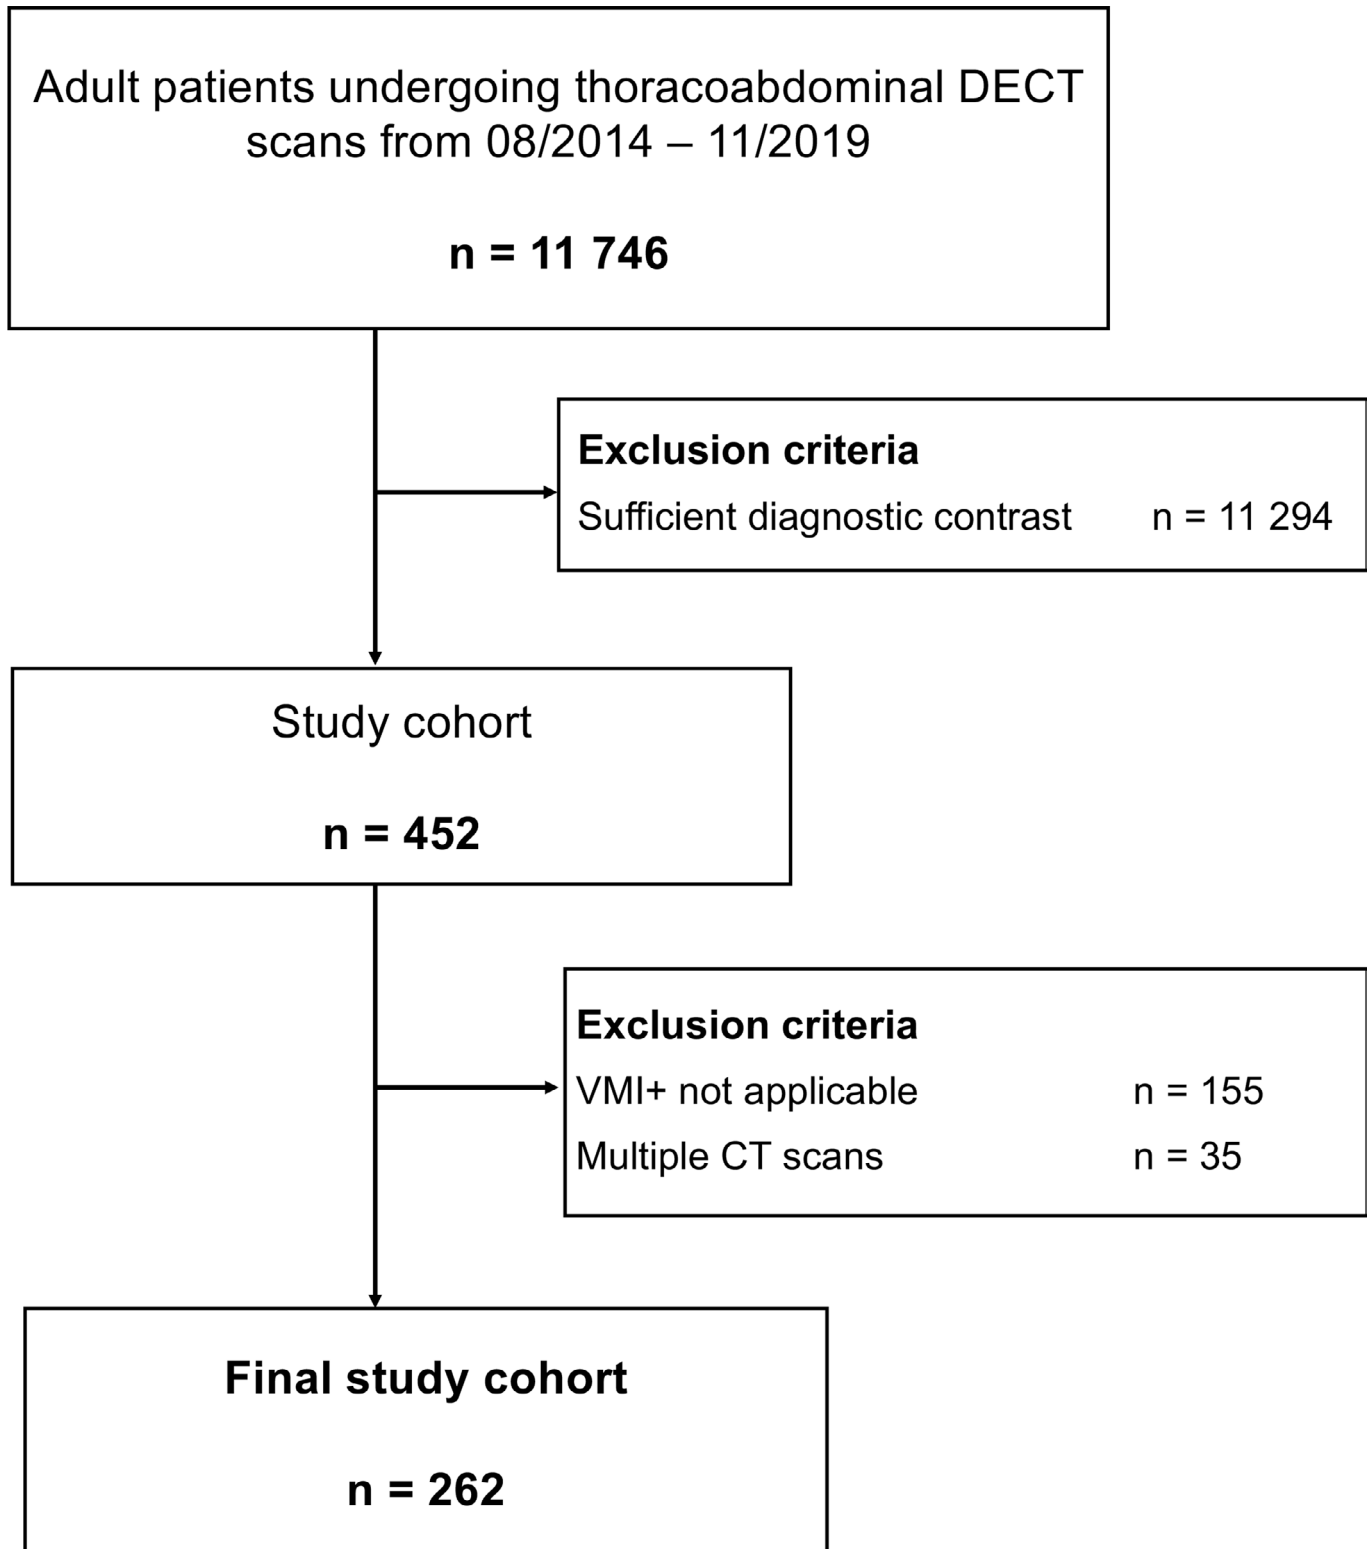 Adult patients undergoing thoracoabdominal DECT
scans from 08/2014 – 11/2019
n = 11 746
Exclusion criteria
Sufficient diagnostic contrast n = 11 294
Study cohort
n = 452
Exclusion criteria
VMI+ not applicable n = 155
Multiple CT scans n = 35
Final study cohort
n = 262